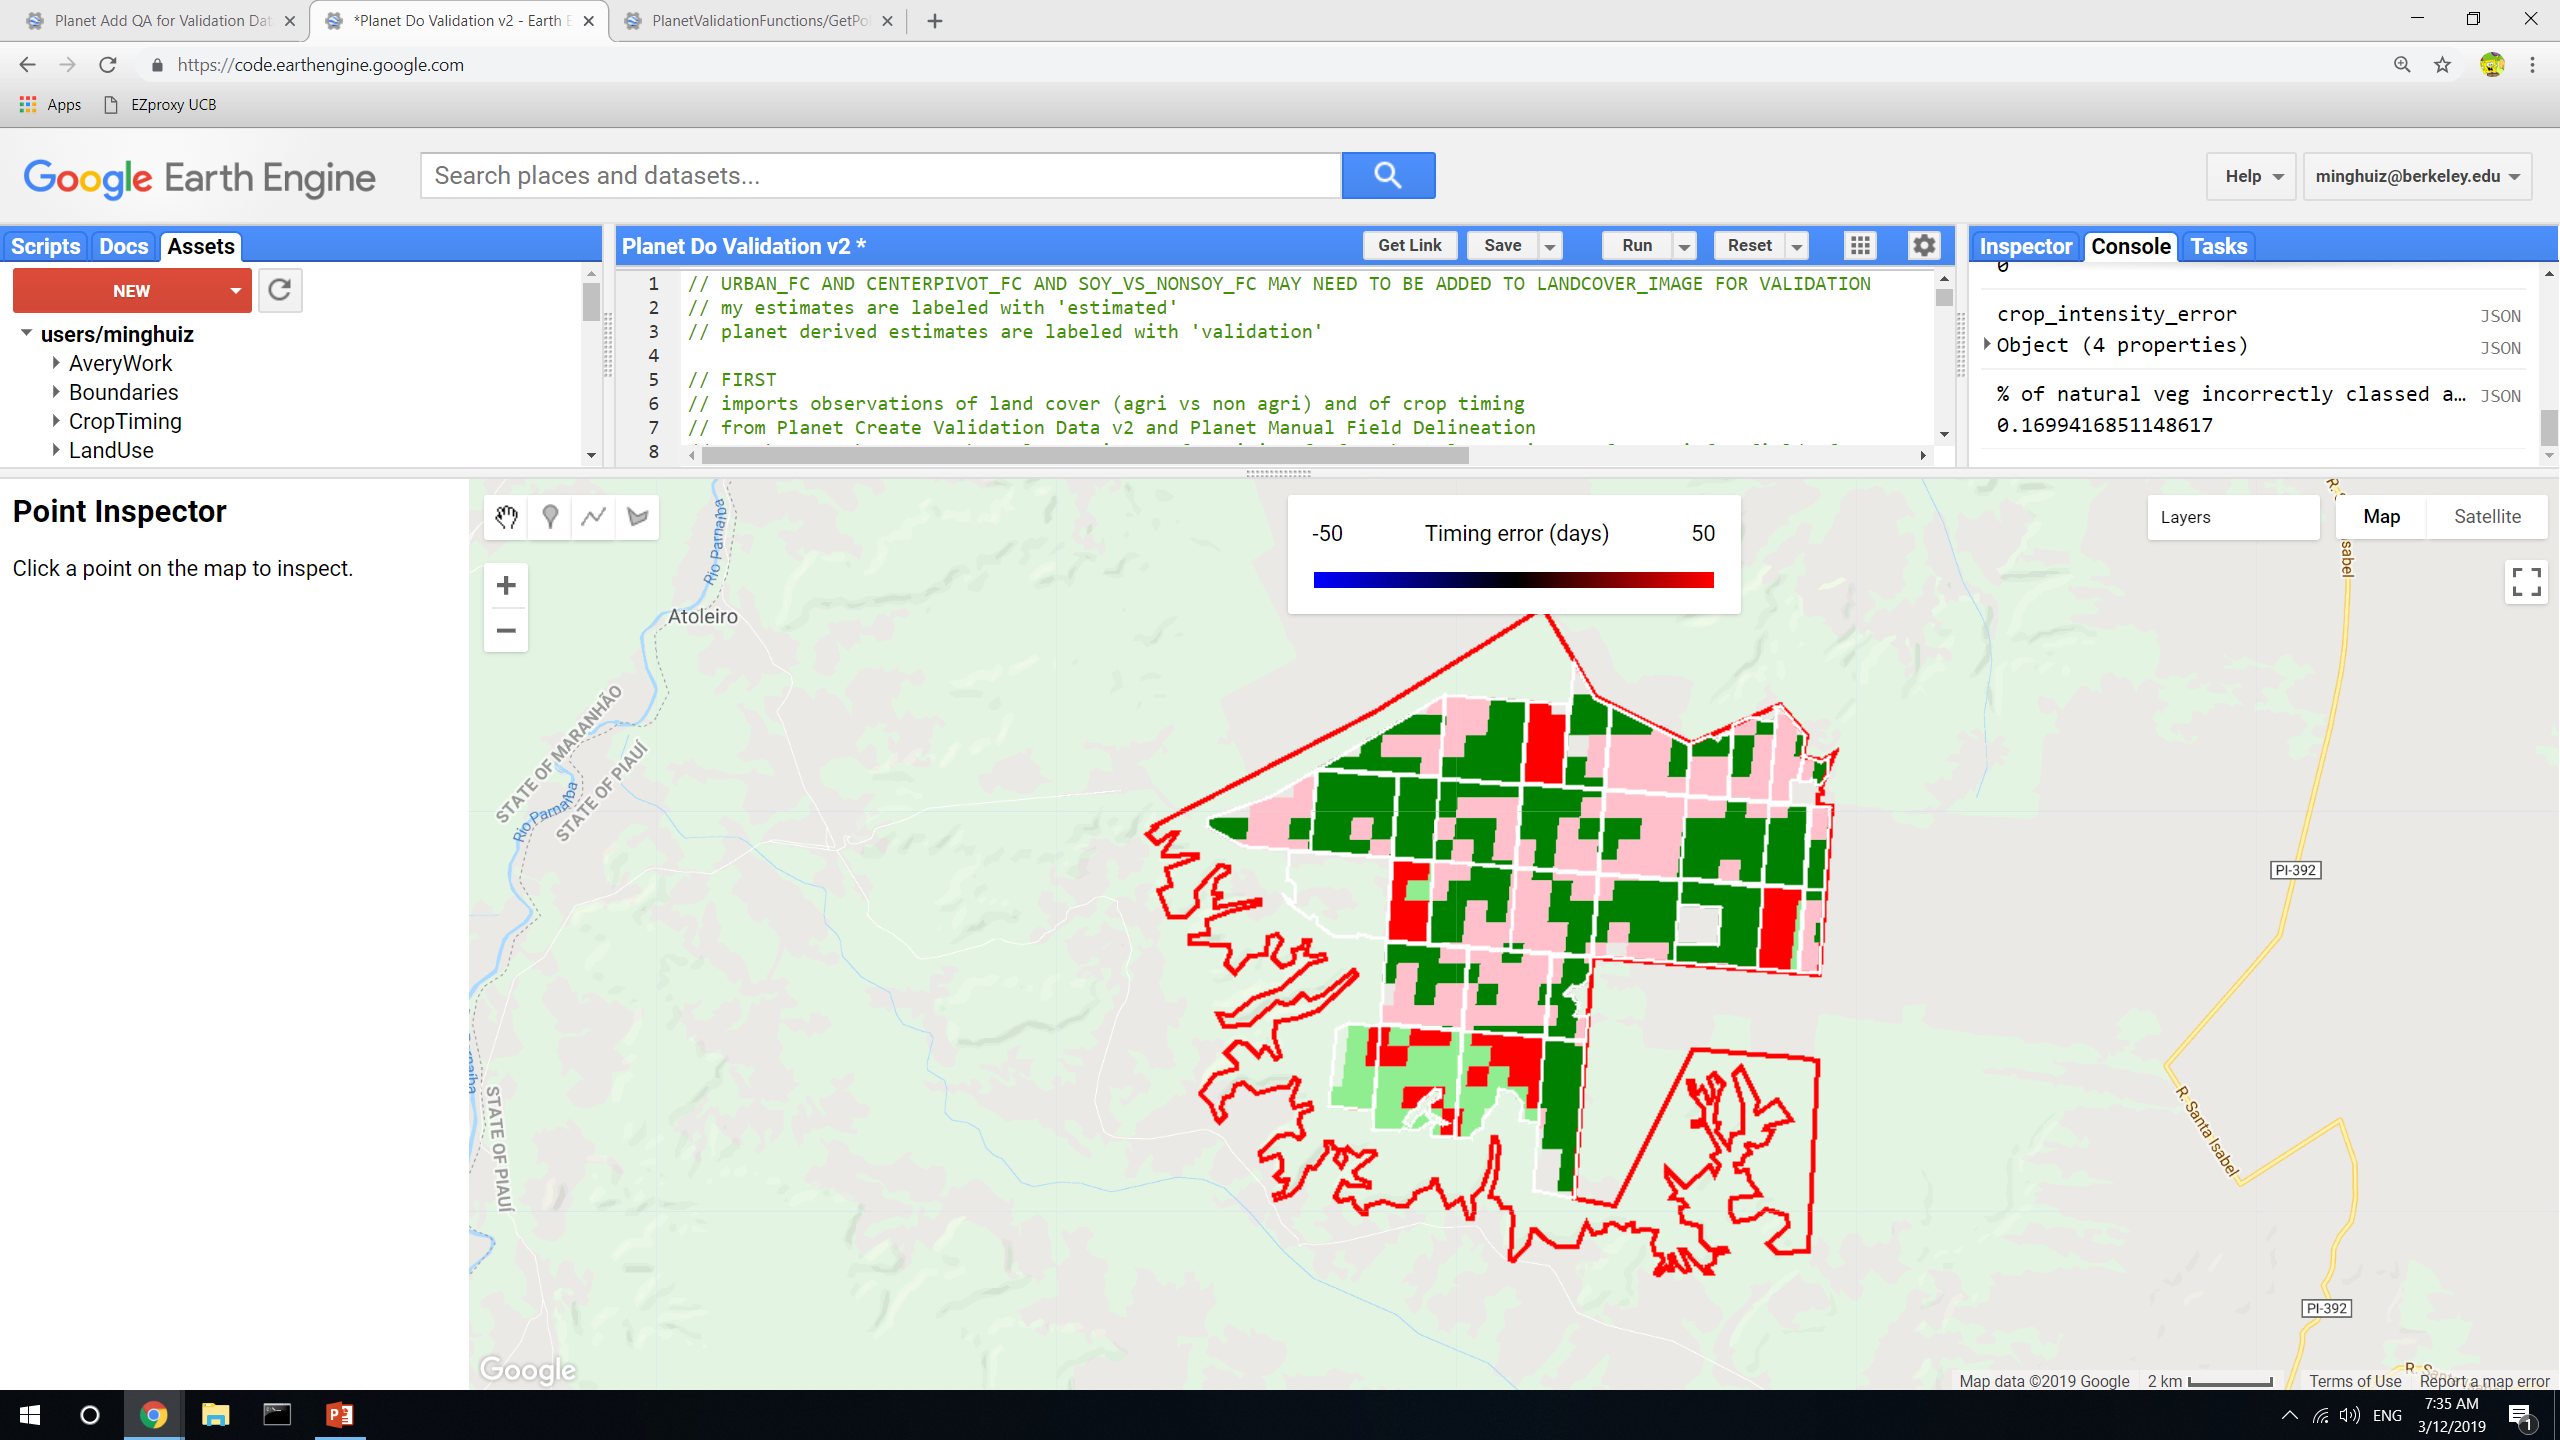 Planet Add QA for Validation Dat
*Planet Do Validation v2 - Earth E
PlanetValidationFunctions/GetPo
https://code.earthengine.google.com
Apps
EZproxy UCB
Google Earth Engine
Search places and datasets...
Help
minghuiz@berkeley.edu
Scripts
Docs
Assets
NEW
users/minghuiz
AveryWork
Boundaries
CropTiming
LandUse
Planet Do Validation v2 *
Get Link
Save
Run
Reset
1 // URBAN_FC AND CENTERPIVOT_FC AND SOY_VS_NONSOY_FC MAY NEED TO BE ADDED TO LANDCOVER_IMAGE FOR VALIDATION
2 // my estimates are labeled with 'estimated'
3 // planet derived estimates are labeled with 'validation'
4
5 // FIRST
6 // imports observations of land cover (agri vs non agri) and of crop timing
7 // from Planet Create Validation Data v2 and Planet Manual Field Delineation
8
Inspector
Console
Tasks
0
crop_intensity_error JSON
Object (4 properties) JSON
% of natural veg incorrectly classed a… JSON
0.1699416851148617
Point Inspector
Click a point on the map to inspect.
-50 Timing error (days) 50
Layers
Map
Satellite
Rio Parnaíba
Atoleiro
STATE OF MARANHÃO
Rio Parnaíba
STATE OF PIAUÍ
STATE OF PIAUÍ
PI-392
R. Santa Isabel
PI-392
Google
Map data ©2019 Google
2 km
Terms of Use
Report a map error
ENG
7:35 AM
3/12/2019
1